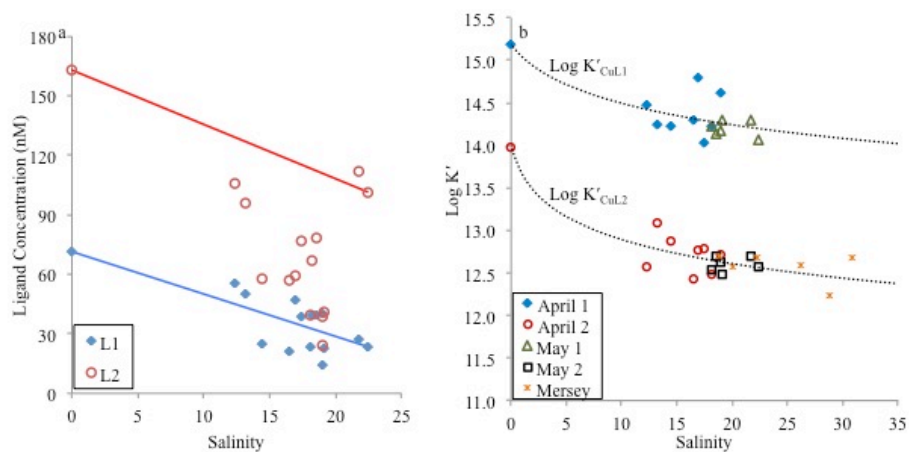 a
180
150
120
90
60
30
0
Ligand Concentration (nM)
L1
L2
0 5 10 15 20 25
Salinity
b
15.5
15.0
14.5
14.0
13.5
13.0
12.5
12.0
11.5
11.0
Log K'
Log K'CuL1
Log K'CuL2
April 1
April 2
May 1
May 2
Mersey
0 5 10 15 20 25 30 35
Salinity